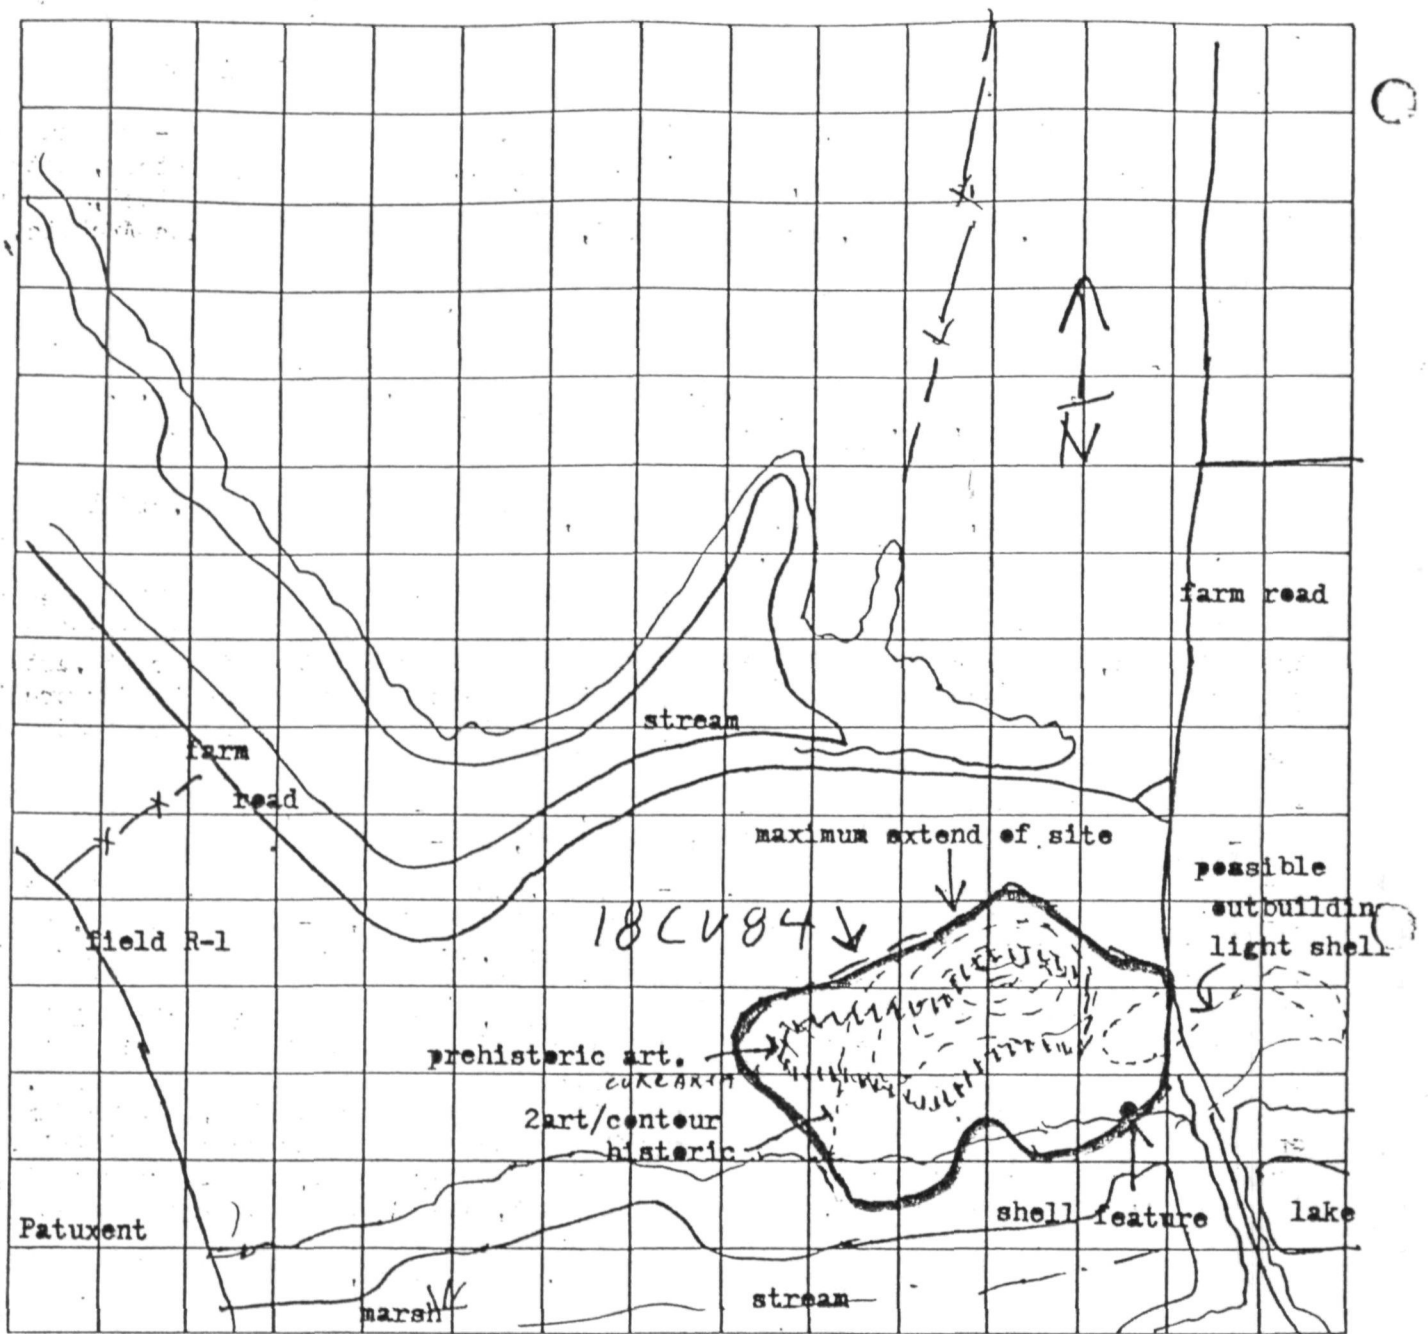 N
farm road
stream
farm
road
maximum extend of site
possible
outbuilding
light shell
18CV84
field R-1
prehistoric art.
2art/contour
historic
shell feature
lake
Patuxent
stream
marsh